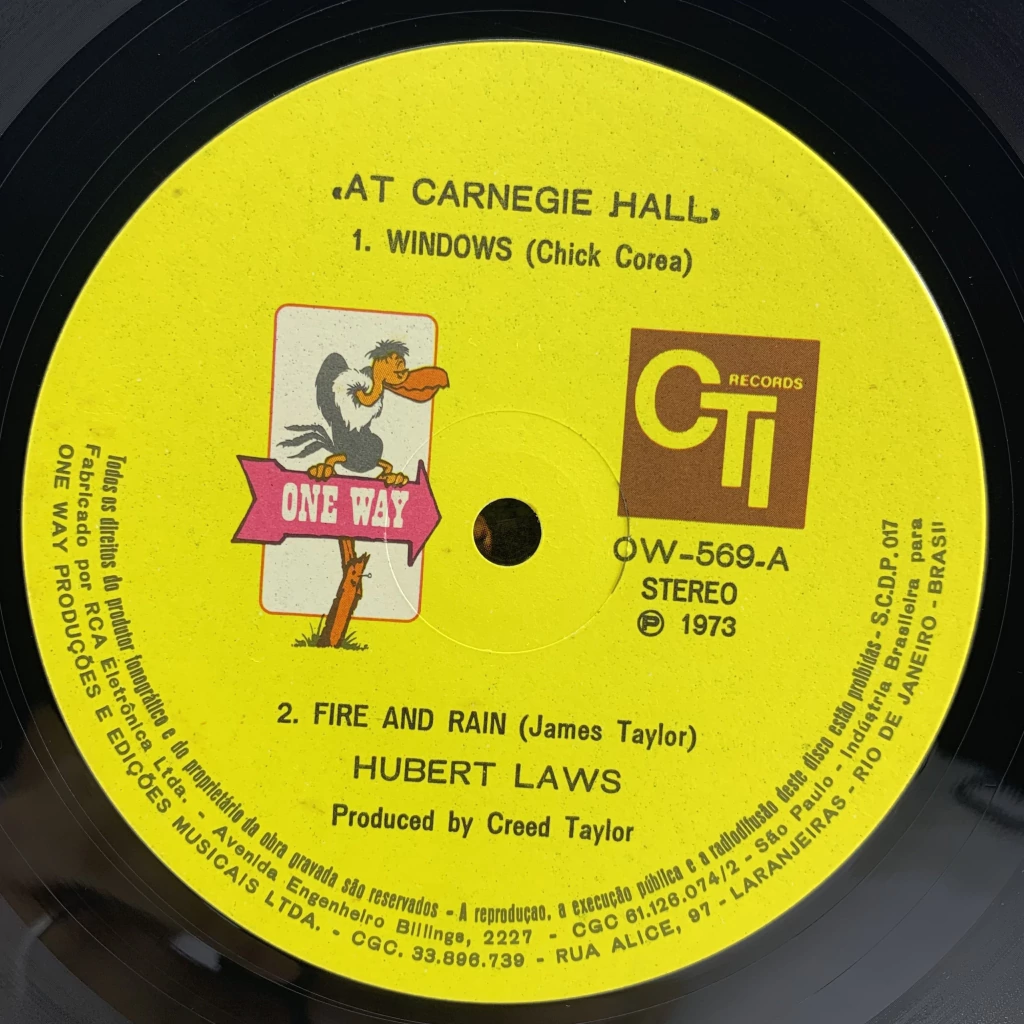 «AT CARNEGIE HALL»
1. WINDOWS (Chick Corea)
ONE WAY
CTI RECORDS
OW-569-A
STEREO
℗ 1973
2. FIRE AND RAIN (James Taylor)
HUBERT LAWS
Produced by Creed Taylor
Todos os direitos do produtor fonográfico e do proprietário da obra gravada são reservados - A reproduçao, a execução pública e a radiodifusão deste disco estão proibidas - S.C.D.P. 017
Fabricado por RCA Eletrônica Ltda. - Avenida Engenheiro Billings, 2227 - CGC 61.126.074/2 - São Paulo - Indústria Brasileira para
ONE WAY PRODUÇÕES E EDIÇÕES MUSICAIS LTDA. - CGC. 33.896.739 - RUA ALICE, 97 - LARANJEIRAS - RIO DE JANEIRO - BRASIL